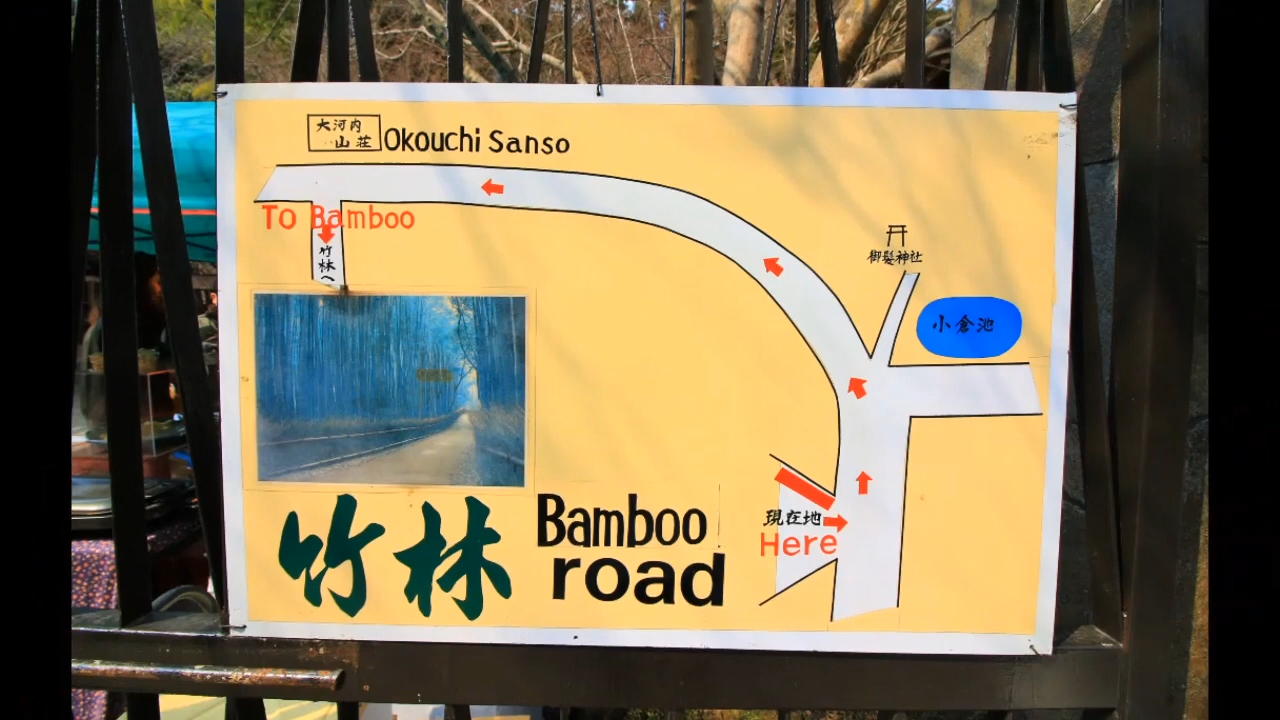 大河内
山荘
Okouchi Sanso
To Bamboo
竹林へ
御髪神社
小倉池
現在地
Here
竹林
Bamboo
road